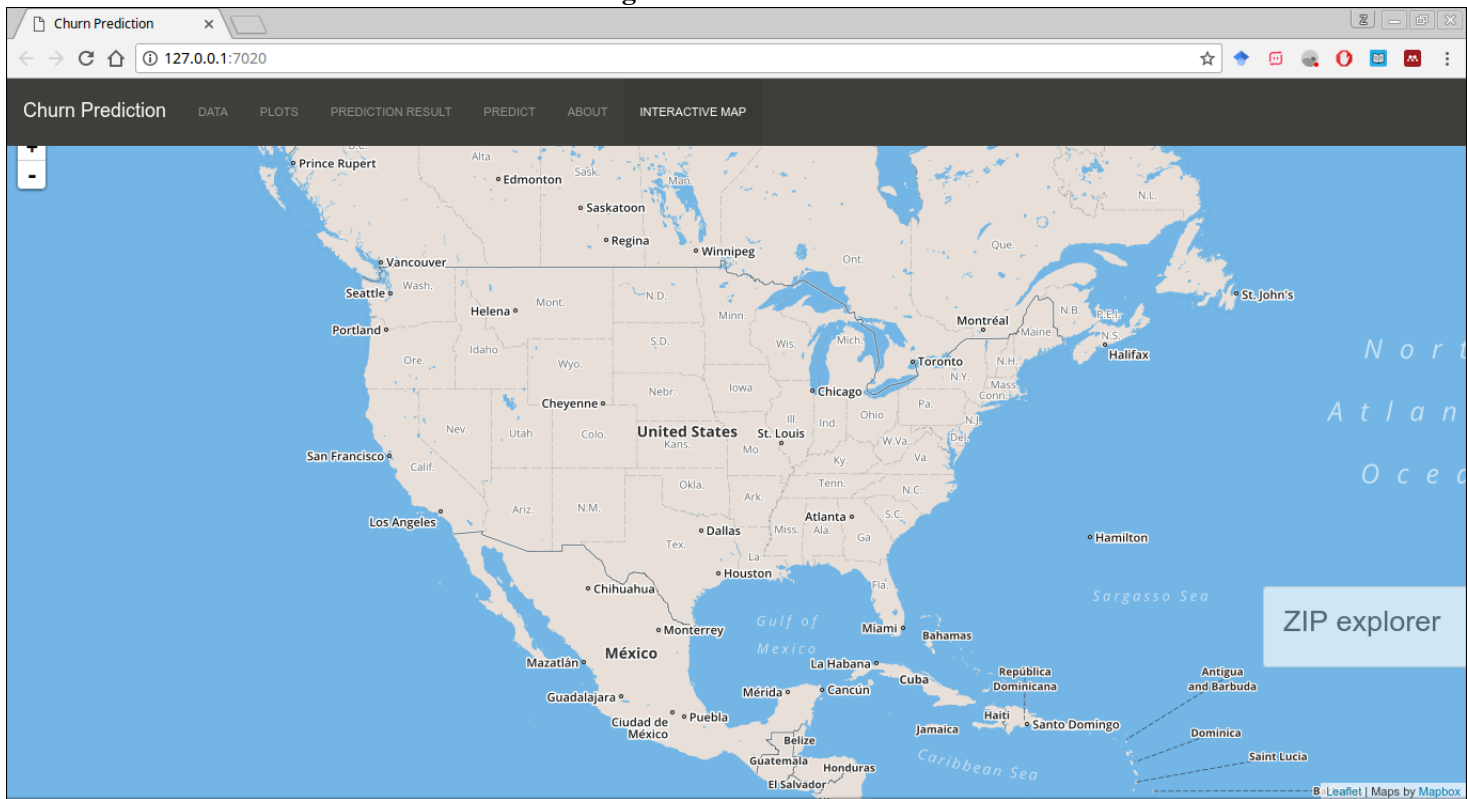 Churn Prediction
Z
127.0.0.1:7020
Churn Prediction DATA PLOTS PREDICTION RESULT PREDICT ABOUT INTERACTIVE MAP
+
-
B.C.
Prince Rupert
Alta.
Edmonton
Sask.
Man.
Saskatoon
N.L.
Regina
Winnipeg
Ont.
Que.
Vancouver
Seattle
Wash.
Helena
Mont.
N.D.
Minn.
Montréal
N.B.
P.E.I.
St. John's
Portland
Ore.
Idaho
Wyo.
S.D.
Wis.
Mich.
Toronto
Maine
N.S.
Halifax
N.H.
N.Y.
Mass.
Conn.
Nort
Atlan
Ocea
Cheyenne
Nebr.
Iowa
Chicago
Ill.
Ind.
Ohio
Pa.
N.J.
Nev.
Utah
Colo.
United States
Kans.
St. Louis
Mo.
W.Va.
Del.
San Francisco
Calif.
Ky.
Va.
Okla.
Ark.
Tenn.
N.C.
Los Angeles
Ariz.
N.M.
Dallas
Miss.
Ala.
Atlanta
S.C.
Ga.
Tex.
La.
Houston
Hamilton
Chihuahua
Fla.
Sargasso Sea
Monterrey
Gulf of
Mexico
Miami
Bahamas
ZIP explorer
Mazatlán
México
La Habana
Cuba
República
Dominicana
Antigua
and Barbuda
Guadalajara
Mérida
Cancún
Ciudad de
México
Puebla
Haiti
Santo Domingo
Jamaica
Dominica
Belize
Guatemala
Honduras
El Salvador
Caribbean Sea
Saint Lucia
Leaflet | Maps by Mapbox